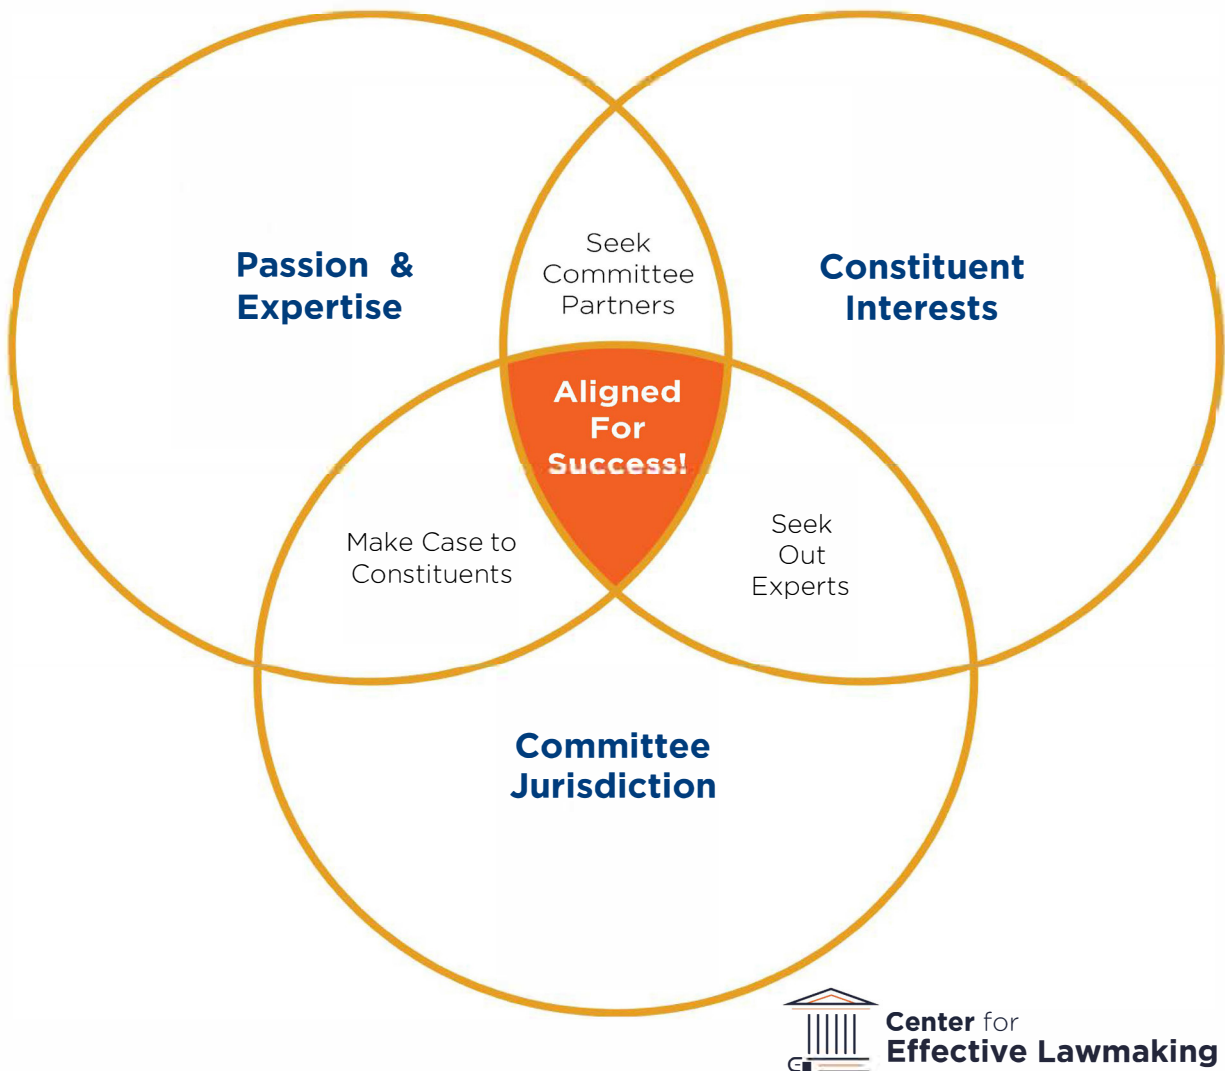 Passion &
Expertise
Seek
Committee
Partners
Constituent
Interests
Aligned
For
Success!
Make Case to
Constituents
Seek
Out
Experts
Committee
Jurisdiction
Center for
Effective Lawmaking